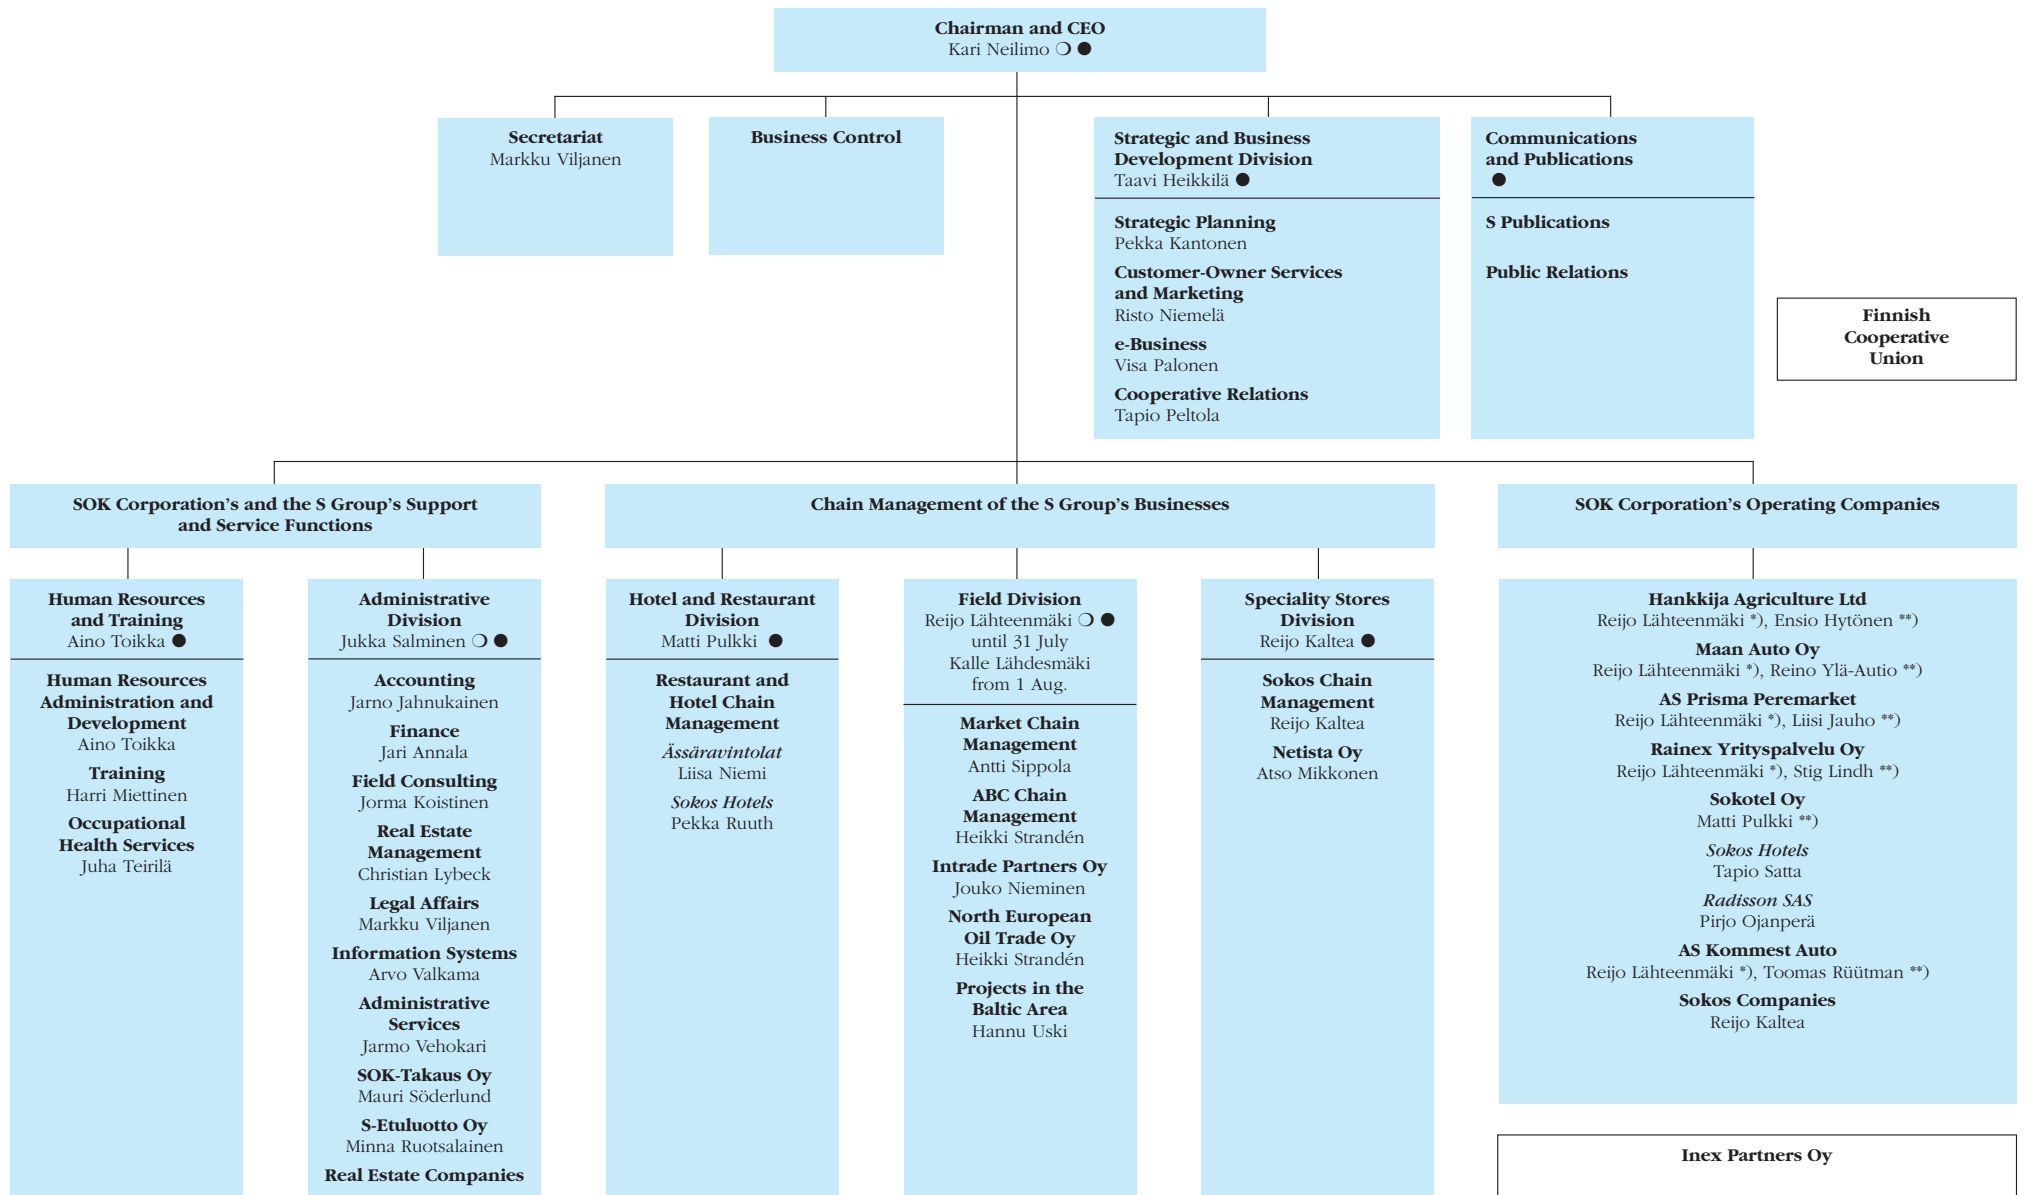 Chairman and CEO
Kari Neilimo ❍ ●
Secretariat
Markku Viljanen
Business Control
Strategic and Business
Development Division
Taavi Heikkilä ●
Strategic Planning
Pekka Kantonen
Customer-Owner Services
and Marketing
Risto Niemelä
e-Business
Visa Palonen
Cooperative Relations
Tapio Peltola
Communications
and Publications
●
S Publications
Public Relations
Finnish
Cooperative
Union
SOK Corporation's and the S Group's Support
and Service Functions
Chain Management of the S Group's Businesses
SOK Corporation's Operating Companies
Human Resources
and Training
Aino Toikka ●
Human Resources
Administration and
Development
Aino Toikka
Training
Harri Miettinen
Occupational
Health Services
Juha Teirilä
Administrative
Division
Jukka Salminen ❍ ●
Accounting
Jarno Jahnukainen
Finance
Jari Annala
Field Consulting
Jorma Koistinen
Real Estate
Management
Christian Lybeck
Legal Affairs
Markku Viljanen
Information Systems
Arvo Valkama
Administrative
Services
Jarmo Vehokari
SOK-Takaus Oy
Mauri Söderlund
S-Etuluotto Oy
Minna Ruotsalainen
Real Estate Companies
Hotel and Restaurant
Division
Matti Pulkki ●
Restaurant and
Hotel Chain
Management
Ässäravintolat
Liisa Niemi
Sokos Hotels
Pekka Ruuth
Field Division
Reijo Lähteenmäki ❍ ●
until 31 July
Kalle Lähdesmäki
from 1 Aug.
Market Chain
Management
Antti Sippola
ABC Chain
Management
Heikki Strandén
Intrade Partners Oy
Jouko Nieminen
North European
Oil Trade Oy
Heikki Strandén
Projects in the
Baltic Area
Hannu Uski
Speciality Stores
Division
Reijo Kaltea ●
Sokos Chain
Management
Reijo Kaltea
Netista Oy
Atso Mikkonen
Hankkija Agriculture Ltd
Reijo Lähteenmäki *), Ensio Hytönen **)
Maan Auto Oy
Reijo Lähteenmäki *), Reino Ylä-Autio **)
AS Prisma Peremarket
Reijo Lähteenmäki *), Liisi Jauho **)
Rainex Yrityspalvelu Oy
Reijo Lähteenmäki *), Stig Lindh **)
Sokotel Oy
Matti Pulkki **)
Sokos Hotels
Tapio Satta
Radisson SAS
Pirjo Ojanperä
AS Kommest Auto
Reijo Lähteenmäki *), Toomas Rüütman **)
Sokos Companies
Reijo Kaltea
Inex Partners Oy